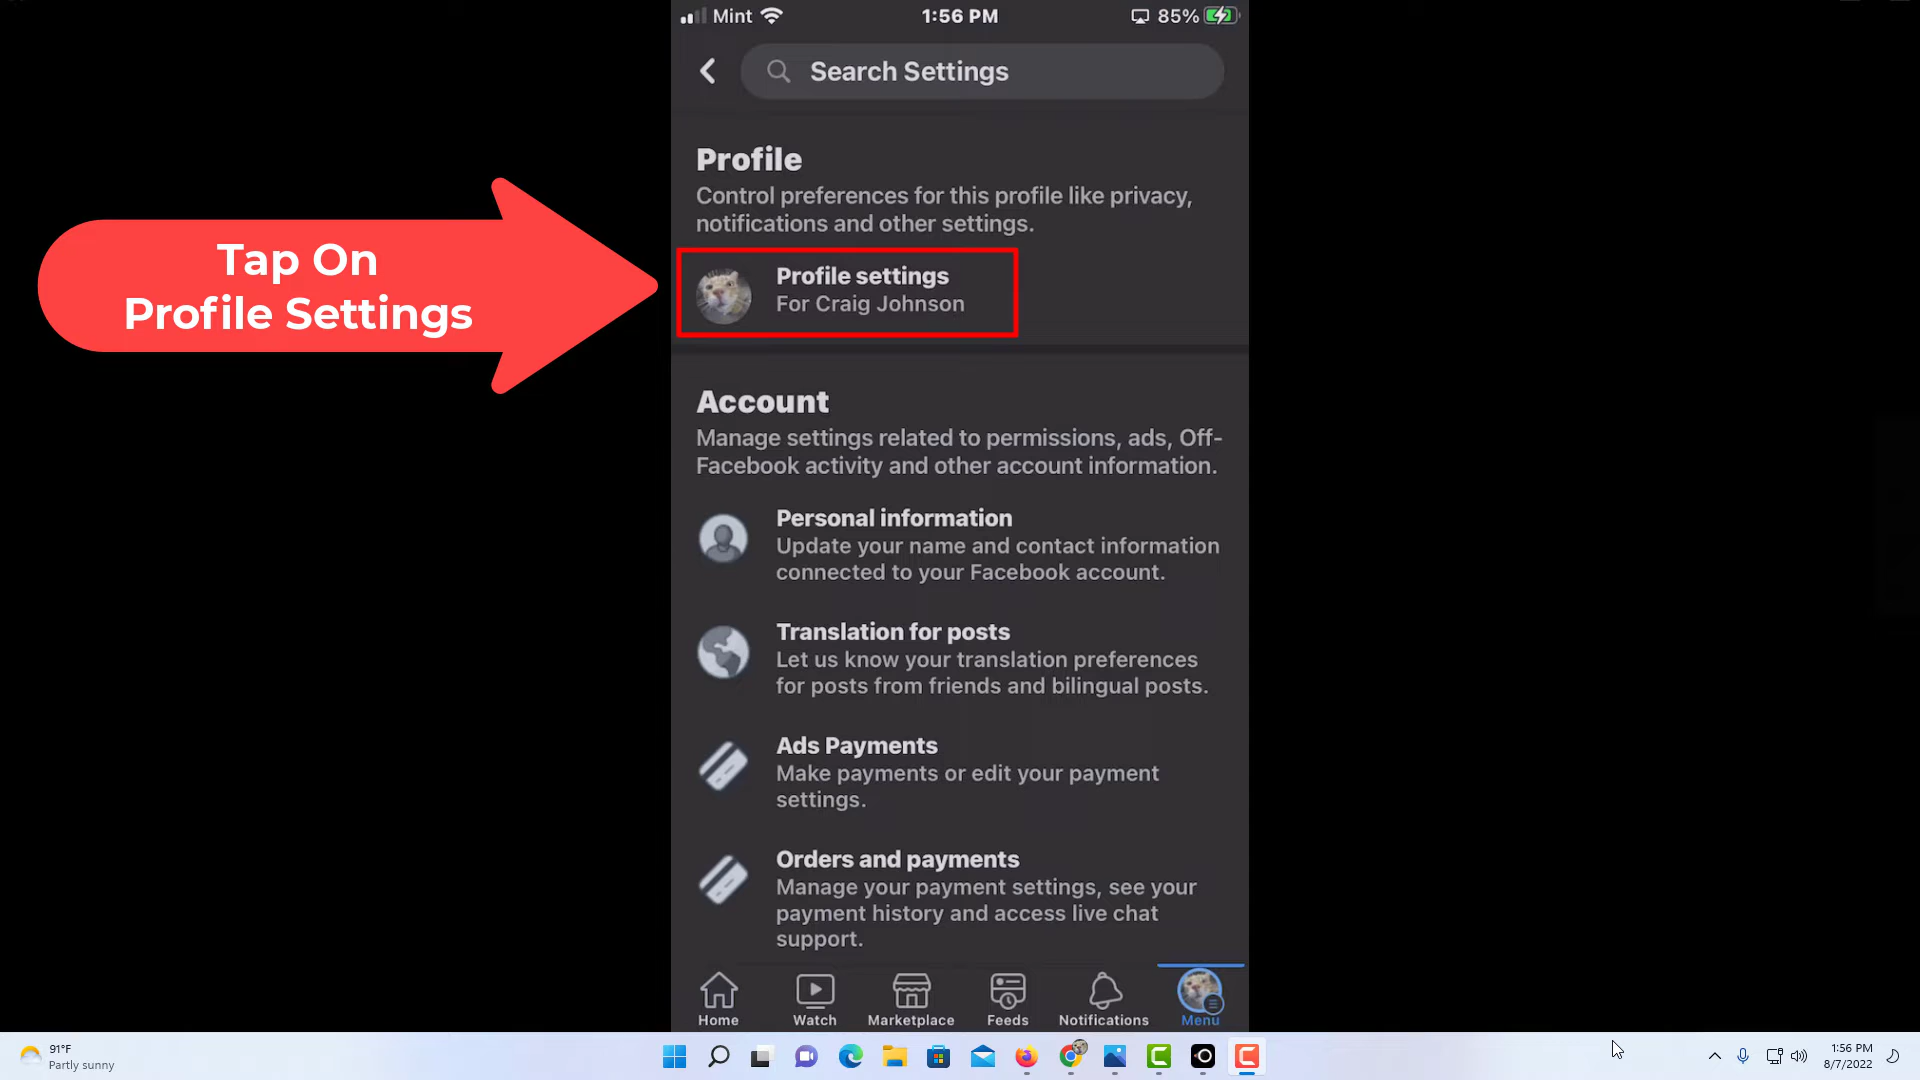 Mint
1:56 PM
85%
Search Settings
Profile
Control preferences for this profile like privacy,
notifications and other settings.
Tap On
Profile Settings
Profile settings
For Craig Johnson
Account
Manage settings related to permissions, ads, Off-
Facebook activity and other account information.
Personal information
Update your name and contact information
connected to your Facebook account.
Translation for posts
Let us know your translation preferences
for posts from friends and bilingual posts.
Ads Payments
Make payments or edit your payment
settings.
Orders and payments
Manage your payment settings, see your
payment history and access live chat
support.
Home
Watch
Marketplace
Feeds
Notifications
Menu
91°F
Partly sunny
1:56 PM
8/7/2022